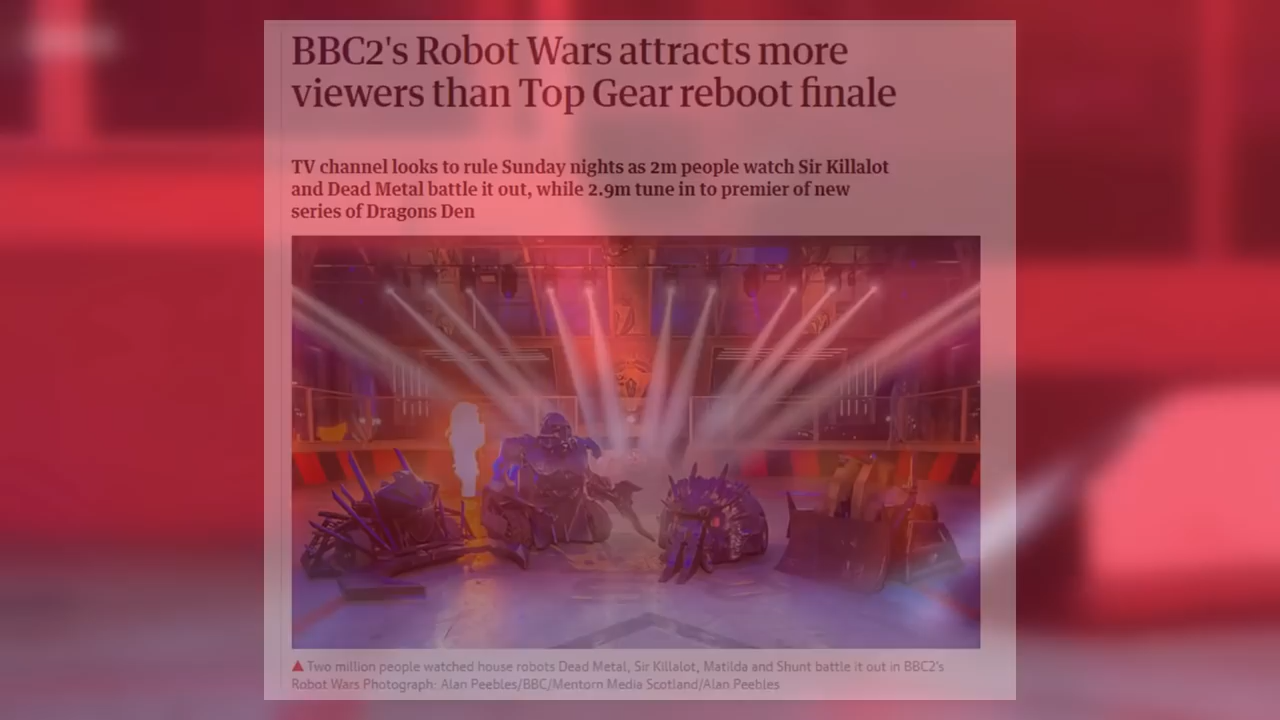 BBC2's Robot Wars attracts more
viewers than Top Gear reboot finale
TV channel looks to rule Sunday nights as 2m people watch Sir Killalot
and Dead Metal battle it out, while 2.9m tune in to premier of new
series of Dragons Den
Two million people watched house robots Dead Metal, Sir Killalot, Matilda and Shunt battle it out in BBC2's
Robot Wars Photograph: Alan Peebles/BBC/Mentorn Media Scotland/Alan Peebles